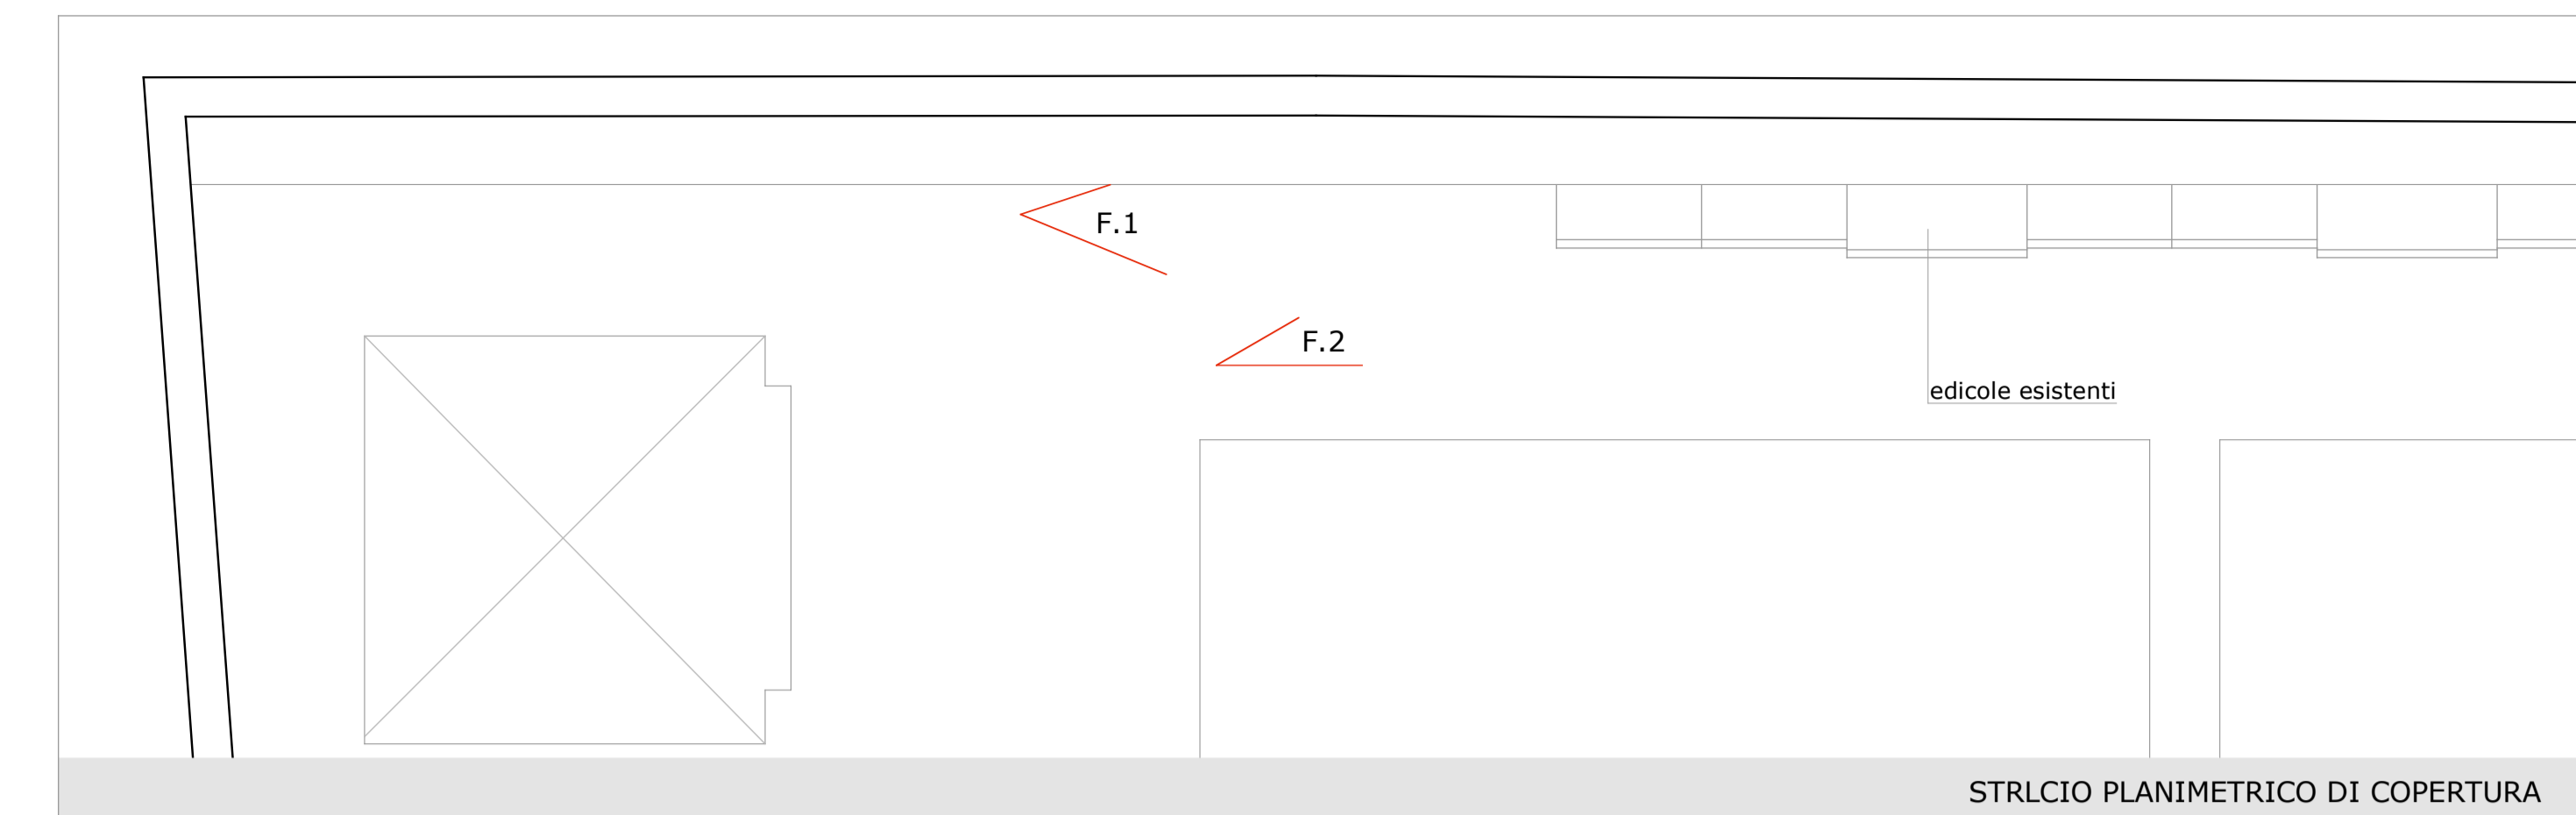 F.1
F.2
edicole esistenti
STRLCIO PLANIMETRICO DI COPERTURA